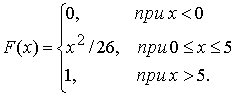 0, при x < 0
F(x) = { x²/26, при 0 ≤ x ≤ 5
1, при x > 5.